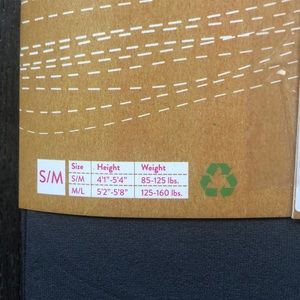 S/M
Size Height Weight
S/M 4'1"-5'4" 85-125 lbs.
M/L 5'2"-5'8" 125-160 lbs.